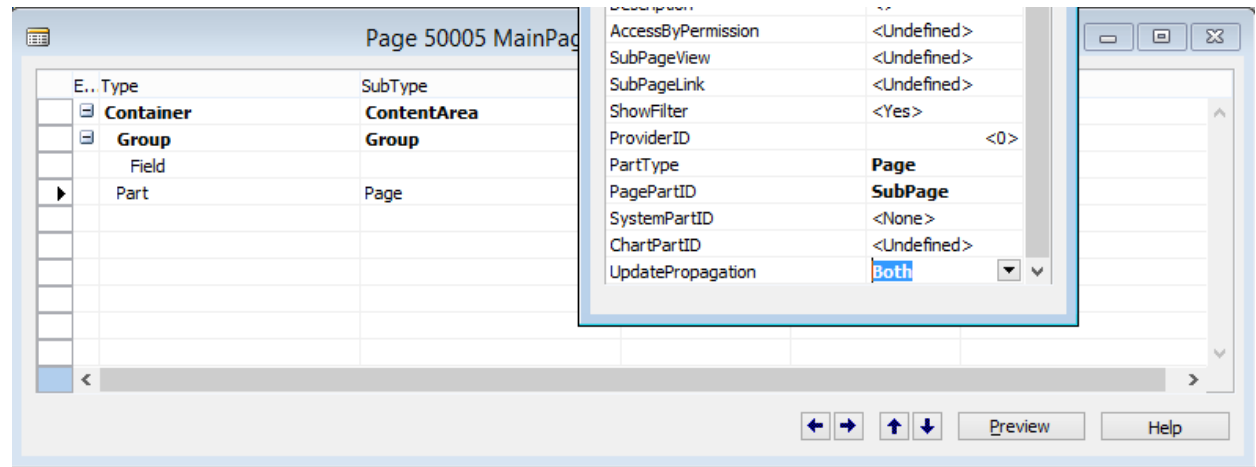 Page 50005 MainPag
E.. Type SubType
Container ContentArea
Group Group
Field
Part Page
Description <>
AccessByPermission <Undefined>
SubPageView <Undefined>
SubPageLink <Undefined>
ShowFilter <Yes>
ProviderID <0>
PartType Page
PagePartID SubPage
SystemPartID <None>
ChartPartID <Undefined>
UpdatePropagation Both
Preview Help